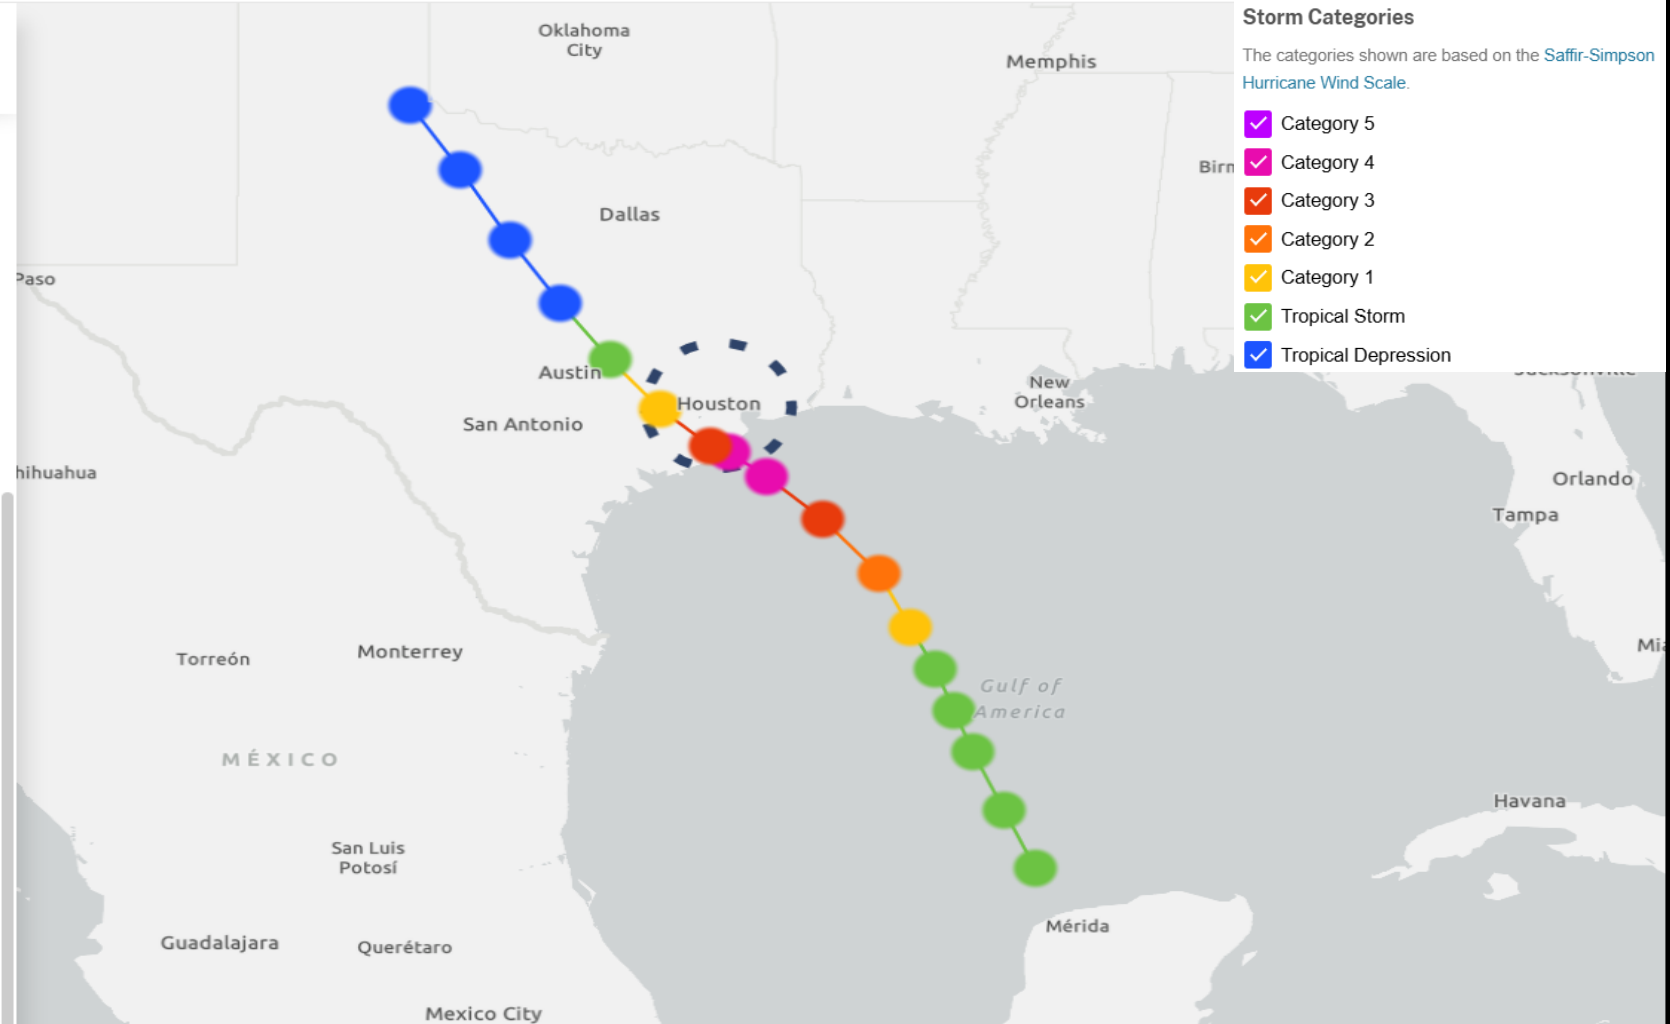 Storm Categories
The categories shown are based on the Saffir-Simpson
Hurricane Wind Scale.
Category 5
Category 4
Category 3
Category 2
Category 1
Tropical Storm
Tropical Depression
Oklahoma
City
Memphis
Birn
Dallas
Paso
Austin
Houston
New
Orleans
San Antonio
hihuahua
Orlando
Tampa
Mia
Torreón
Monterrey
Gulf of
America
MÉXICO
Havana
San Luis
Potosí
Mérida
Guadalajara
Querétaro
Mexico City